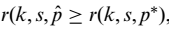 r(k, s, p̂ ≥ r(k, s, p*),